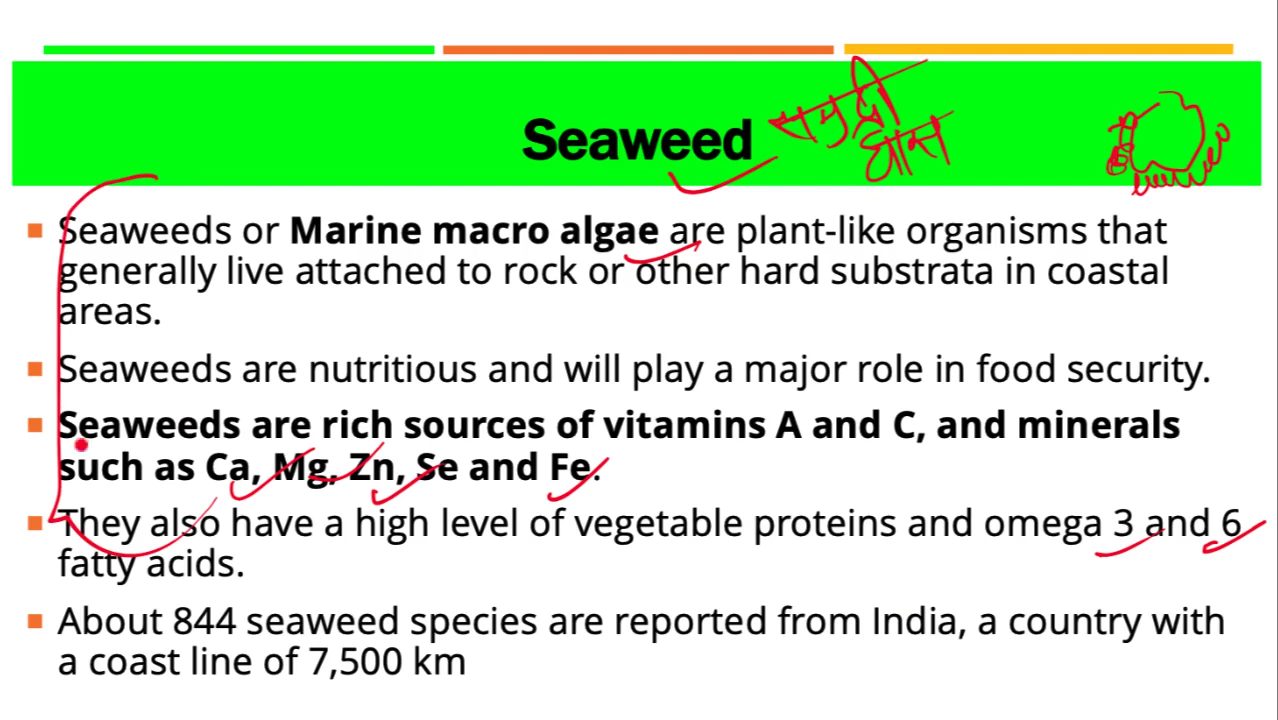 Seaweed
समुद्री
घास
Seaweeds or Marine macro algae are plant-like organisms that
generally live attached to rock or other hard substrata in coastal
areas.
Seaweeds are nutritious and will play a major role in food security.
Seaweeds are rich sources of vitamins A and C, and minerals
such as Ca, Mg, Zn, Se and Fe.
They also have a high level of vegetable proteins and omega 3 and 6
fatty acids.
About 844 seaweed species are reported from India, a country with
a coast line of 7,500 km